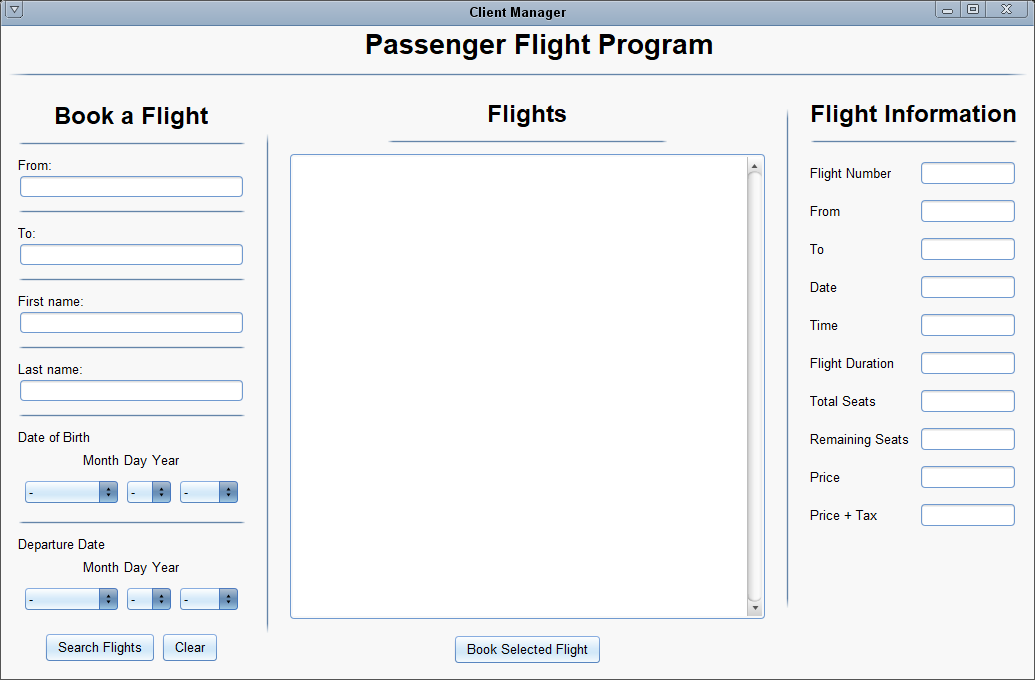 Client Manager
Passenger Flight Program
Book a Flight
From:
To:
First name:
Last name:
Date of Birth
Month Day Year
- - -
Departure Date
Month Day Year
- - -
Search Flights Clear
Flights
Book Selected Flight
Flight Information
Flight Number
From
To
Date
Time
Flight Duration
Total Seats
Remaining Seats
Price
Price + Tax